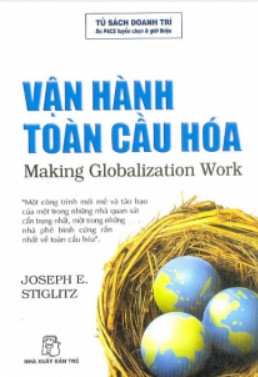 TỦ SÁCH DOANH TRÍ
Do PACE tuyển chọn & giới thiệu
VẬN HÀNH
TOÀN CẦU HÓA
Making Globalization Work
"Một công trình mới mẻ và táo bạo
của một trong những nhà quan sát
cẩn trọng nhất, một trong những
nhà phê bình cứng rắn
nhất về toàn cầu hóa".
JOSEPH E.
STIGLITZ
NHÀ XUẤT BẢN TRẺ